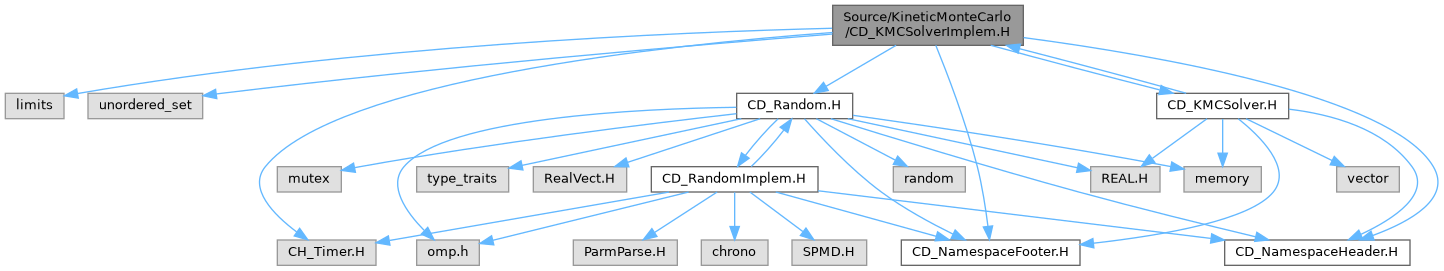 Source/KineticMonteCarlo
/CD_KMCSolverImplem.H
limits
unordered_set
CD_Random.H
CD_KMCSolver.H
mutex
type_traits
RealVect.H
CD_RandomImplem.H
random
REAL.H
memory
vector
CH_Timer.H
omp.h
ParmParse.H
chrono
SPMD.H
CD_NamespaceFooter.H
CD_NamespaceHeader.H